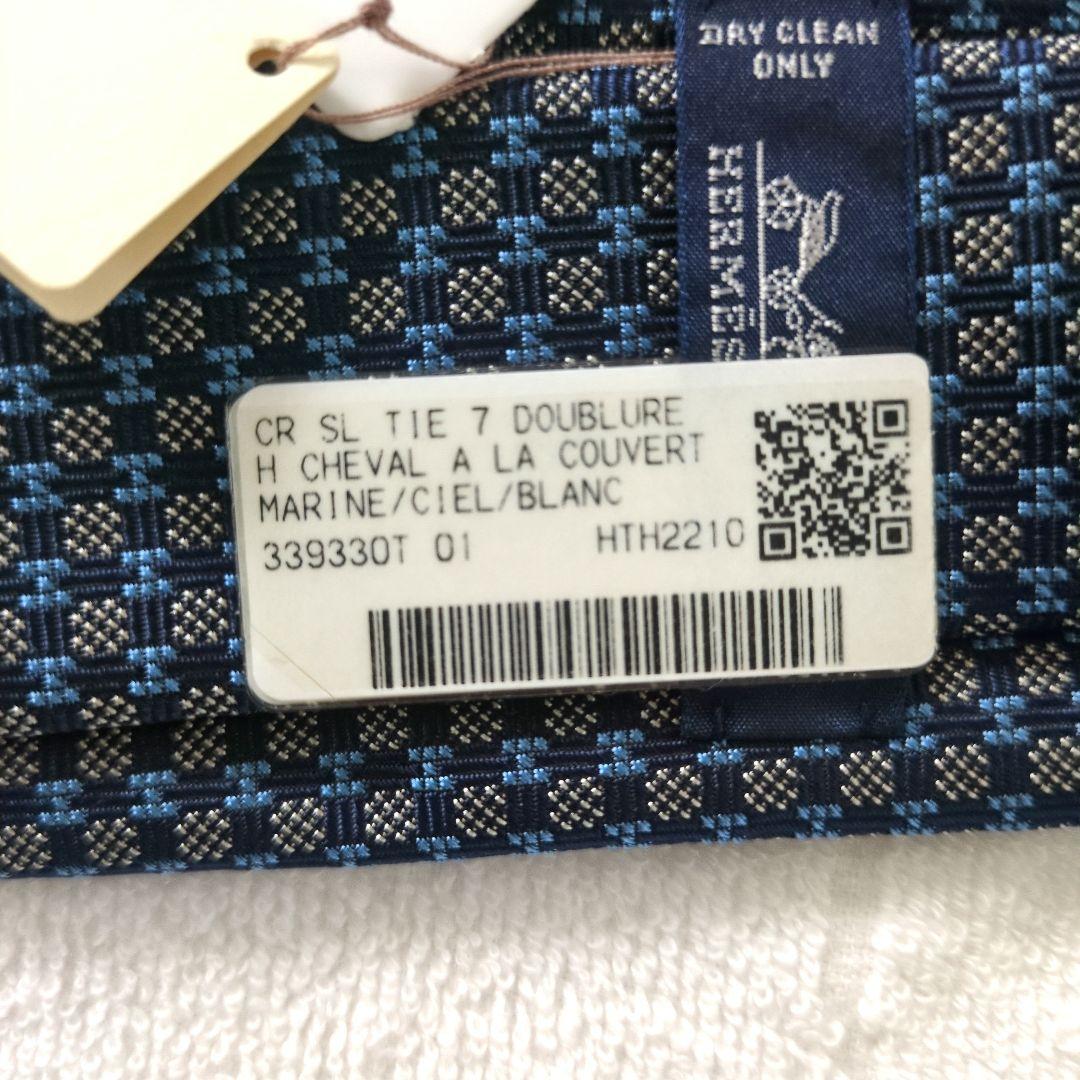 DRY CLEAN
ONLY
HERMÈS
CR SL TIE 7 DOUBLURE
H CHEVAL A LA COUVERT
MARINE/CIEL/BLANC
339330T 01 HTH2210